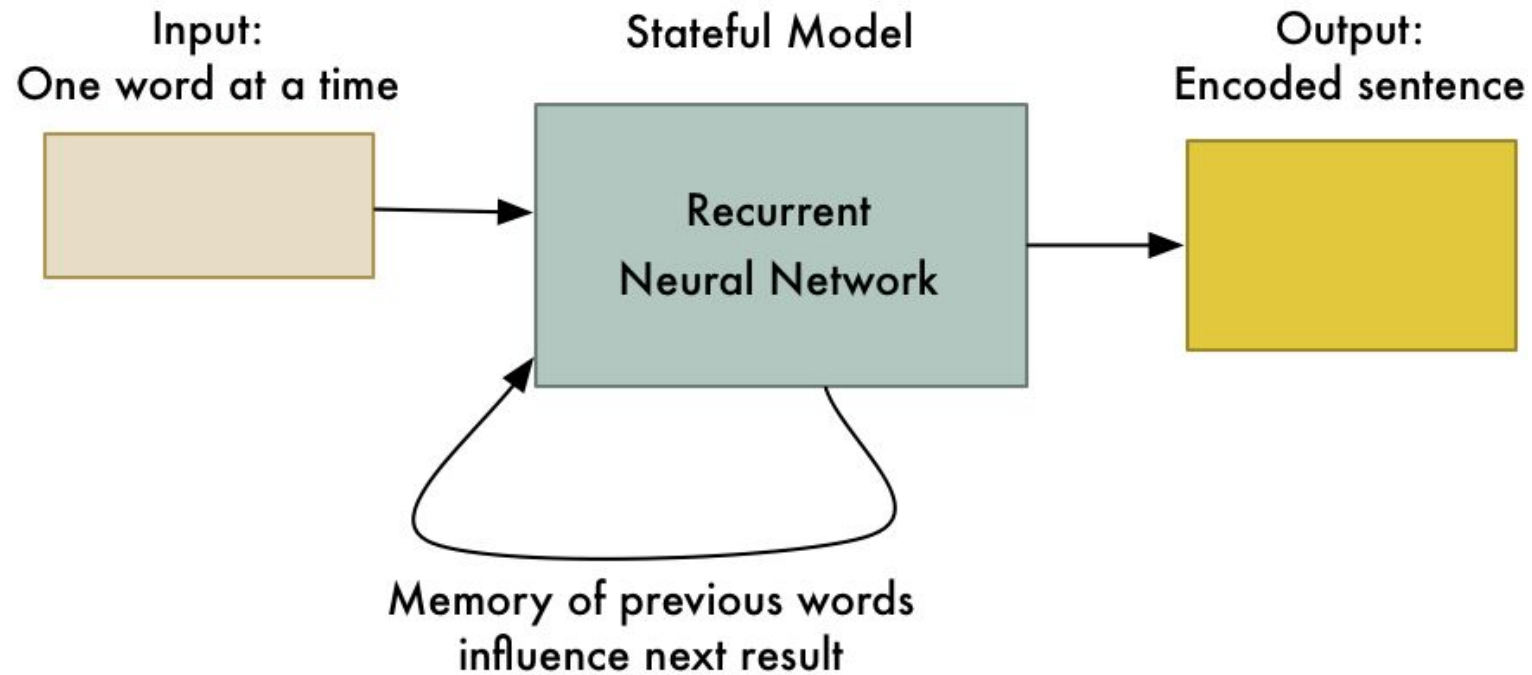 Input:
One word at a time
Stateful Model
Output:
Encoded sentence
Recurrent
Neural Network
Memory of previous words
influence next result